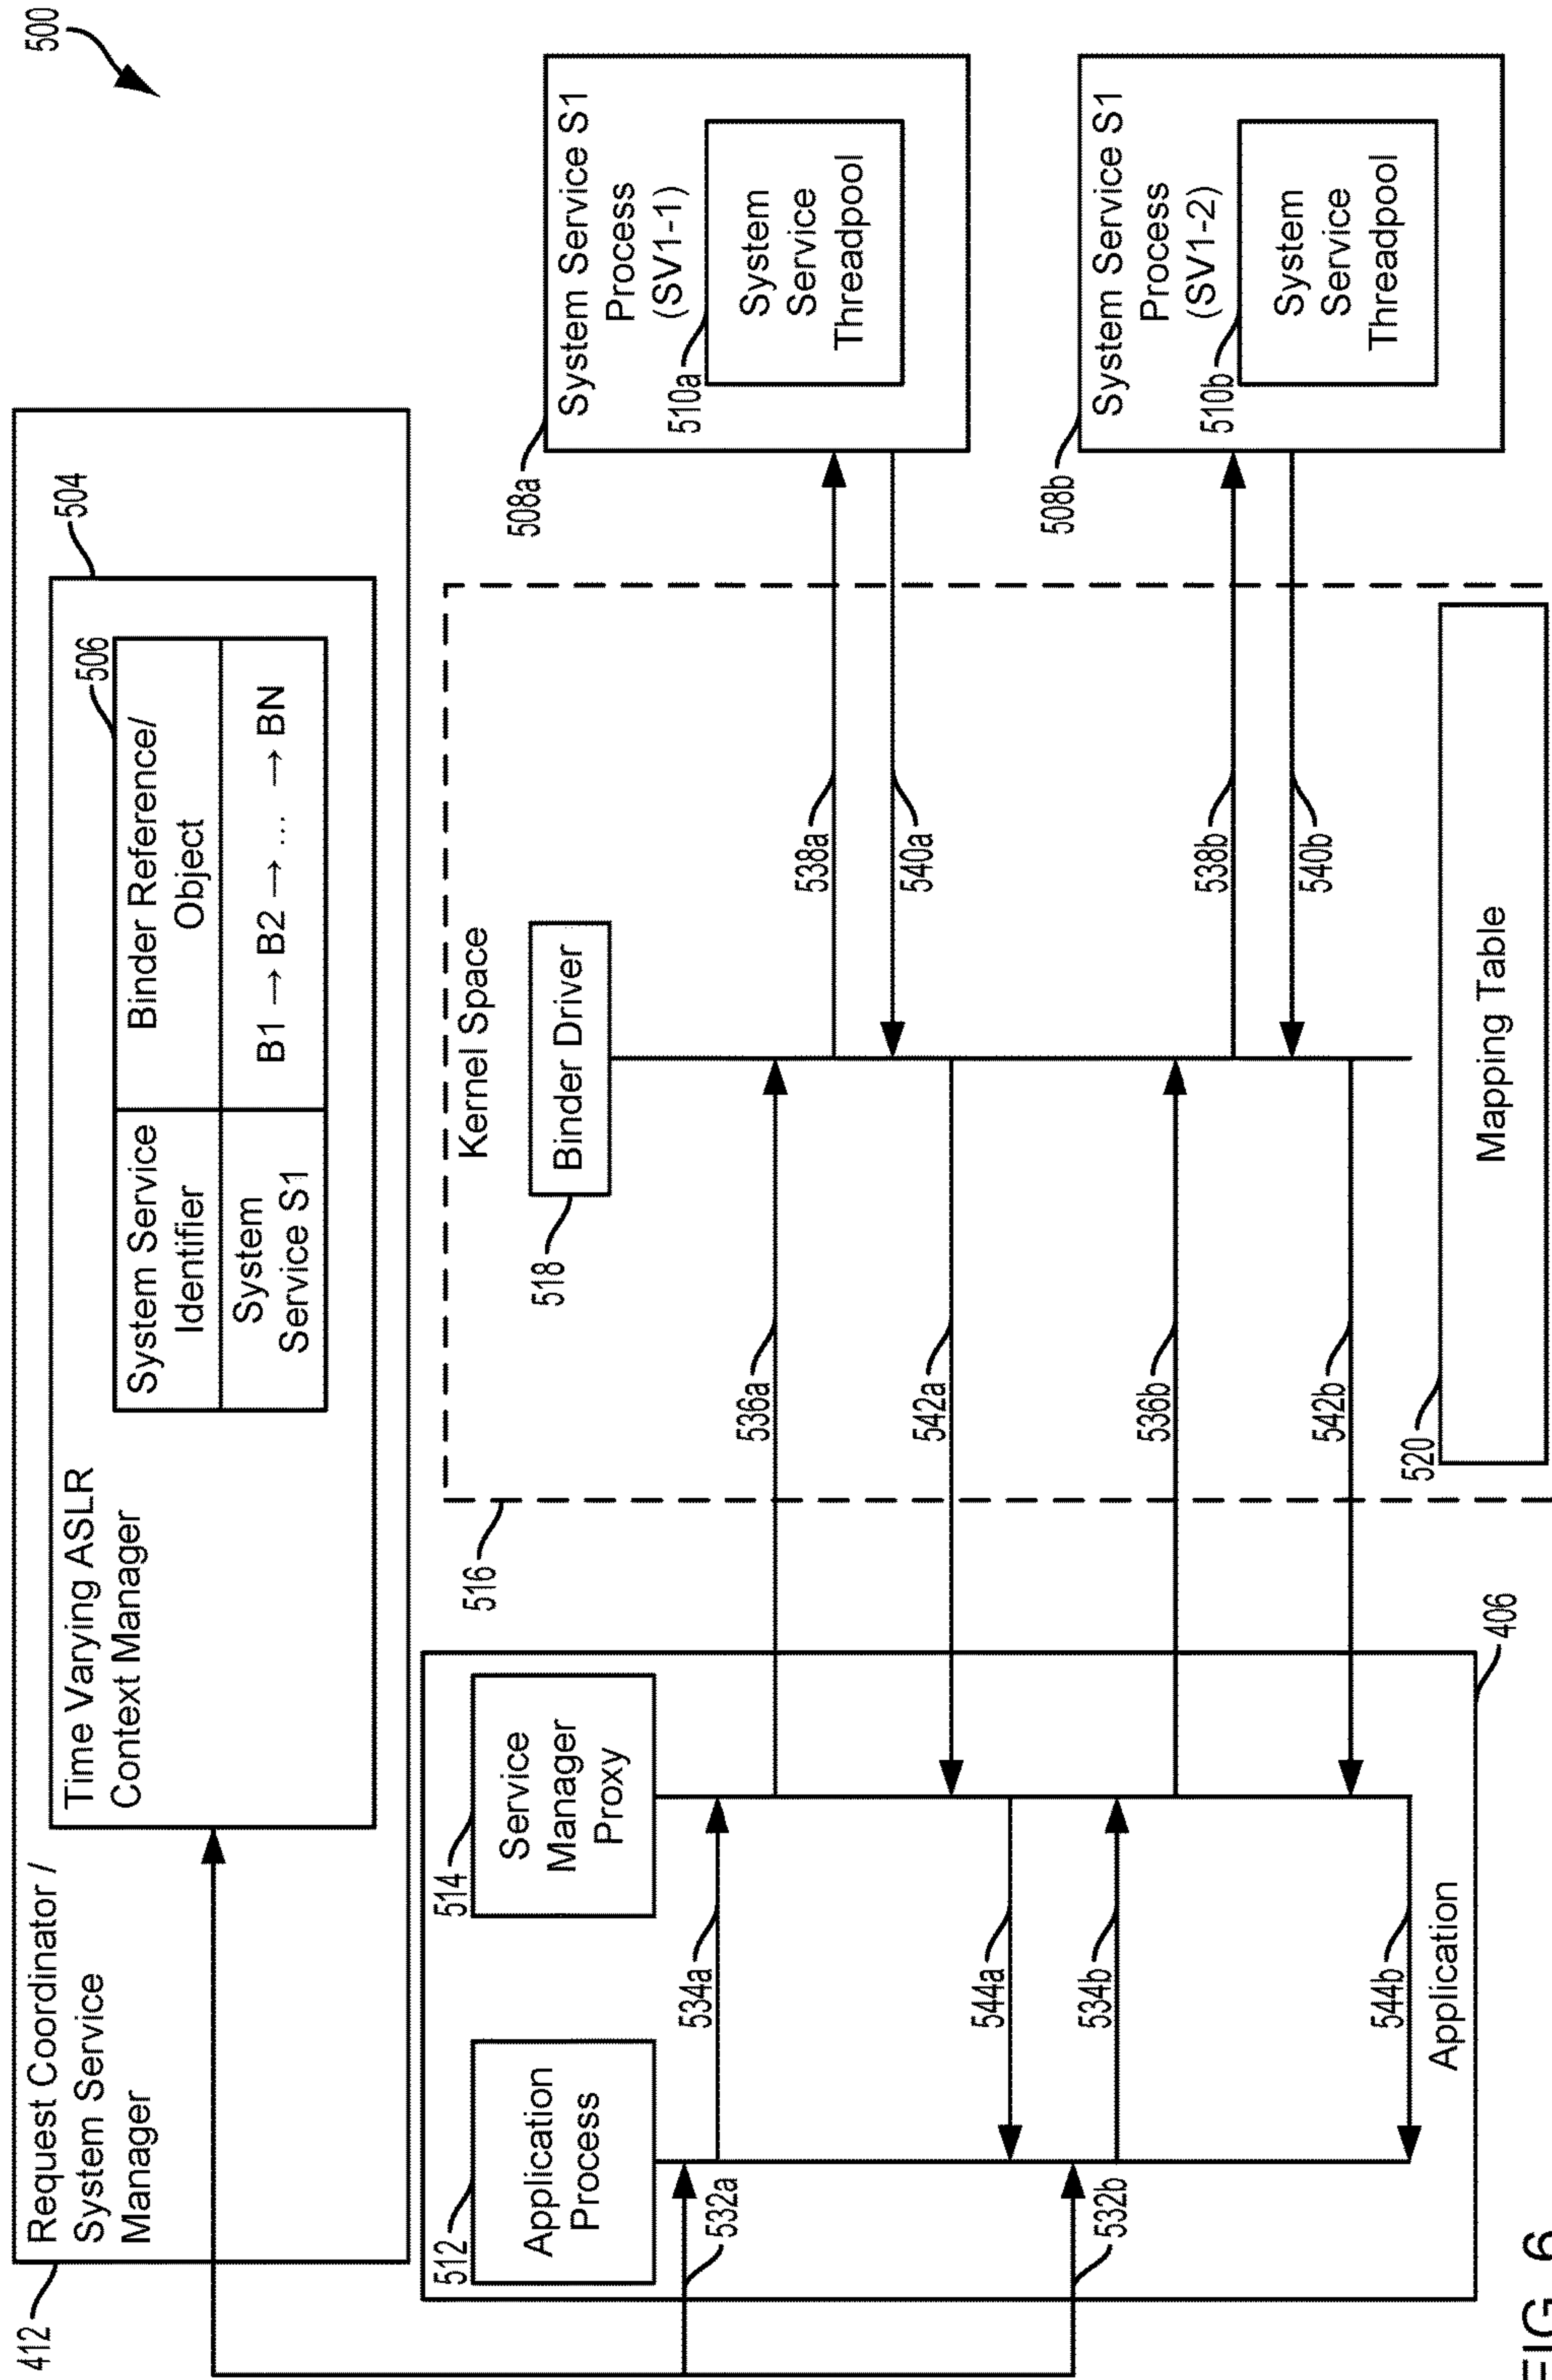 500
412
Request Coordinator /
System Service
Manager
504
Time Varying ASLR
Context Manager
506
System Service
Identifier
Binder Reference/
Object
System
Service S1
B1 → B2 → ... → BN
512
Application
Process
514
Service
Manager
Proxy
516
Kernel Space
518
Binder Driver
508a
System Service S1
Process
(SV1-1)
510a
System
Service
Threadpool
508b
System Service S1
Process
(SV1-2)
510b
System
Service
Threadpool
532a
534a
536a
538a
540a
542a
544a
532b
534b
536b
538b
540b
542b
544b
Application
406
520
Mapping Table